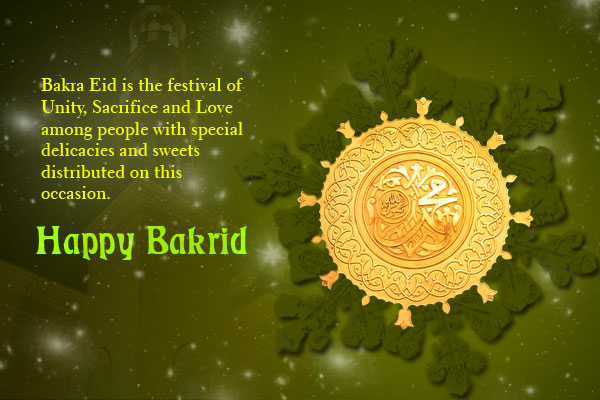 Bakra Eid is the festival of
Unity, Sacrifice and Love
among people with special
delicacies and sweets
distributed on this
occasion.
Happy Bakrid